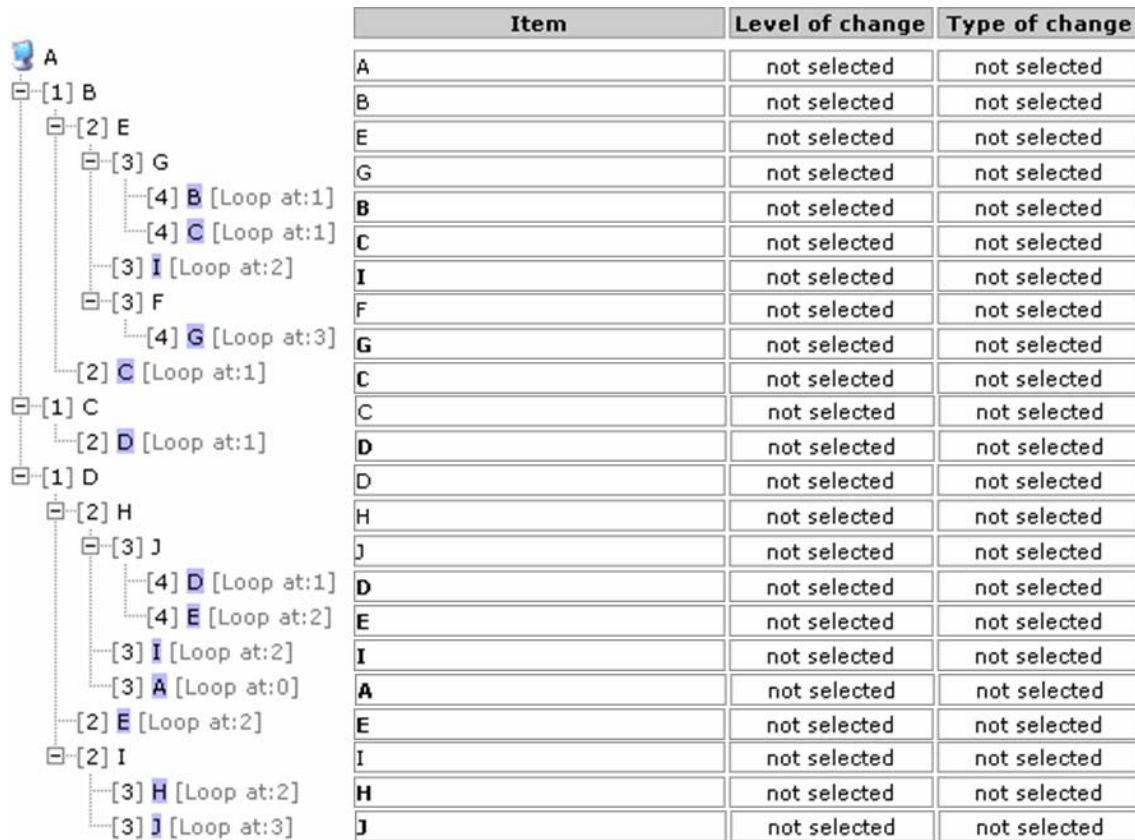 Item Level of change Type of change
A A not selected not selected
[1] B B not selected not selected
[2] E E not selected not selected
[3] G G not selected not selected
[4] B [Loop at:1] B not selected not selected
[4] C [Loop at:1] C not selected not selected
[3] I [Loop at:2] I not selected not selected
[3] F F not selected not selected
[4] G [Loop at:3] G not selected not selected
[2] C [Loop at:1] C not selected not selected
[1] C C not selected not selected
[2] D [Loop at:1] D not selected not selected
[1] D D not selected not selected
[2] H H not selected not selected
[3] J J not selected not selected
[4] D [Loop at:1] D not selected not selected
[4] E [Loop at:2] E not selected not selected
[3] I [Loop at:2] I not selected not selected
[3] A [Loop at:0] A not selected not selected
[2] E [Loop at:2] E not selected not selected
[2] I I not selected not selected
[3] H [Loop at:2] H not selected not selected
[3] J [Loop at:3] J not selected not selected